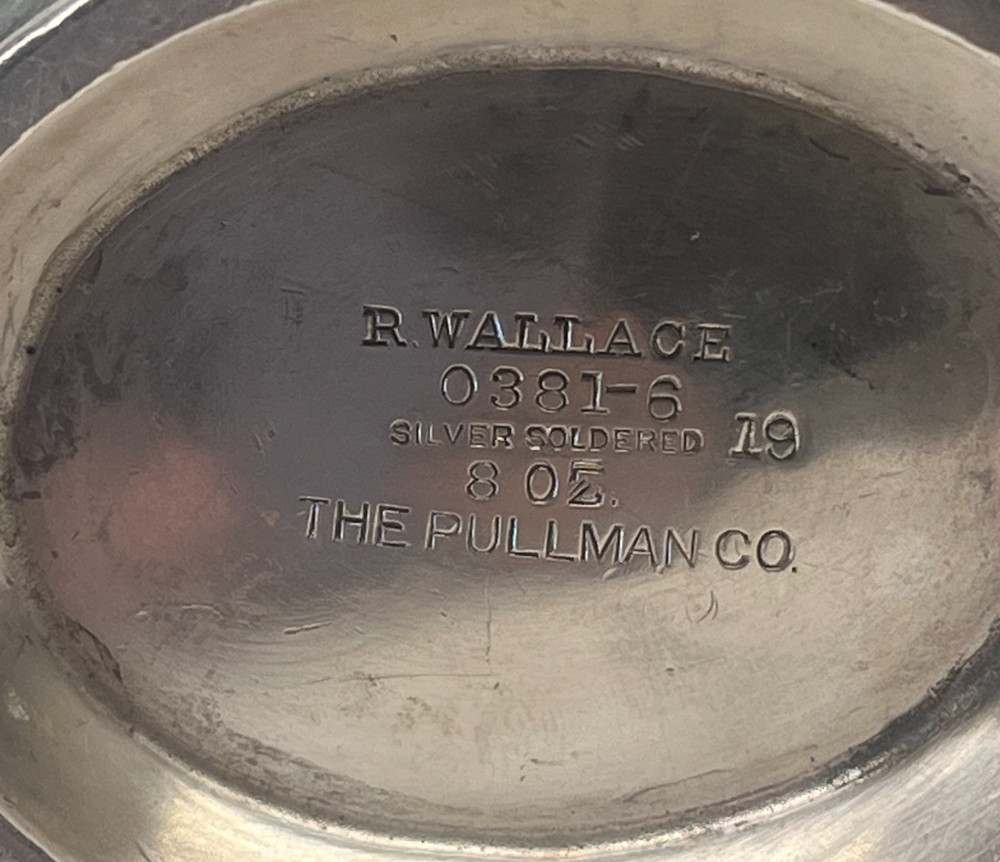 R. WALLACE
0381-6
SILVER SOLDERED 19
8 OZ.
THE PULLMAN CO.